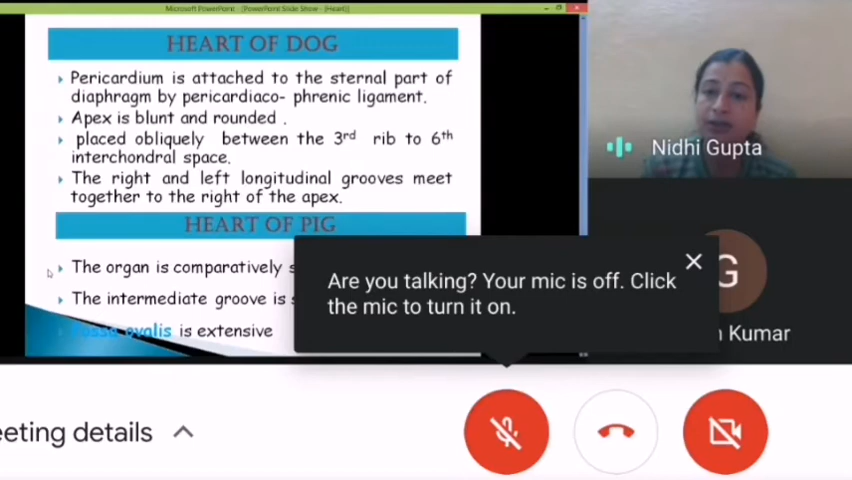 Microsoft PowerPoint - [PowerPoint Slide Show - [Heart]]
HEART OF DOG
Pericardium is attached to the sternal part of
diaphragm by pericardiaco- phrenic ligament.
Apex is blunt and rounded .
placed obliquely between the 3rd rib to 6th
interchondral space.
The right and left longitudinal grooves meet
together to the right of the apex.
HEART OF PIG
The organ is comparatively
The intermediate groove is
ovalis is extensive
Nidhi Gupta
G
Kumar
Are you talking? Your mic is off. Click
the mic to turn it on.
eeting details